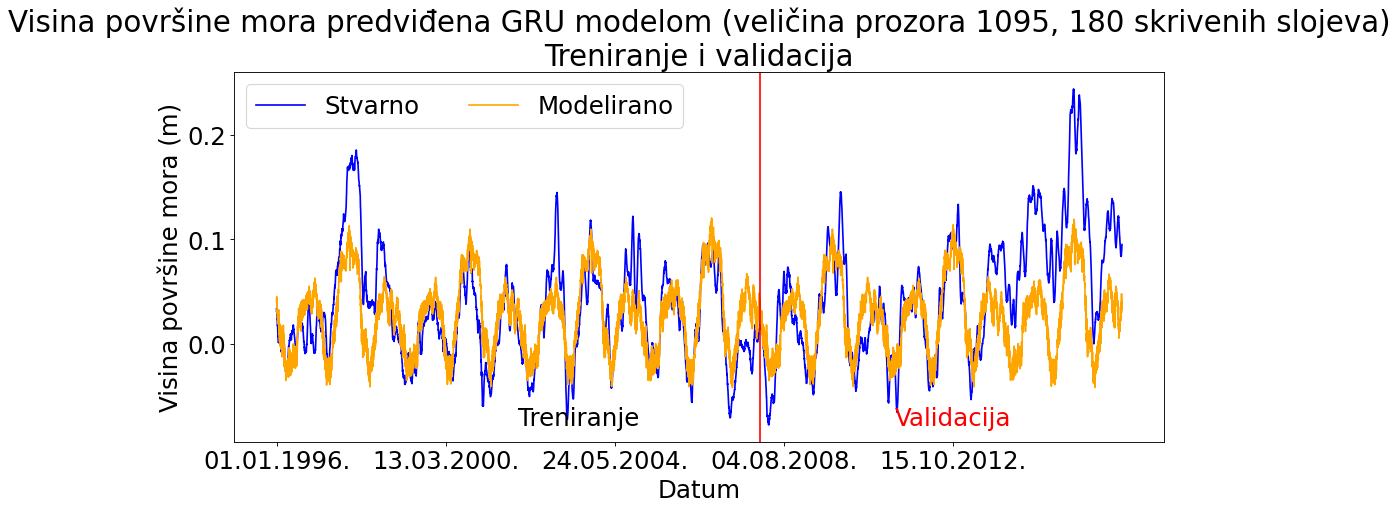 Visina površine mora predviđena GRU modelom (veličina prozora 1095, 180 skrivenih slojeva)
Treniranje i validacija
Stvarno
Modelirano
Visina površine mora (m)
0.2
0.1
0.0
Treniranje
Validacija
01.01.1996.
13.03.2000.
24.05.2004.
04.08.2008.
15.10.2012.
Datum